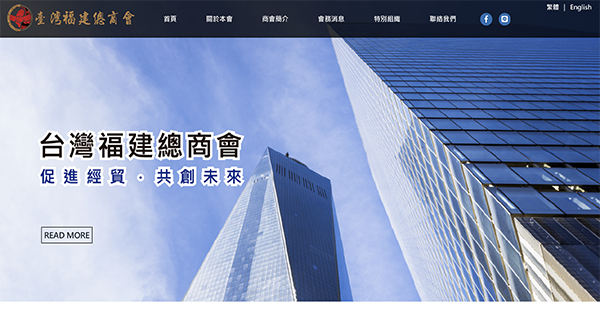 臺灣福建總商會
首頁
關於本會
商會簡介
會務消息
特別組織
聯絡我們
繁體 | English
台灣福建總商會
促進經貿・共創未來
READ MORE